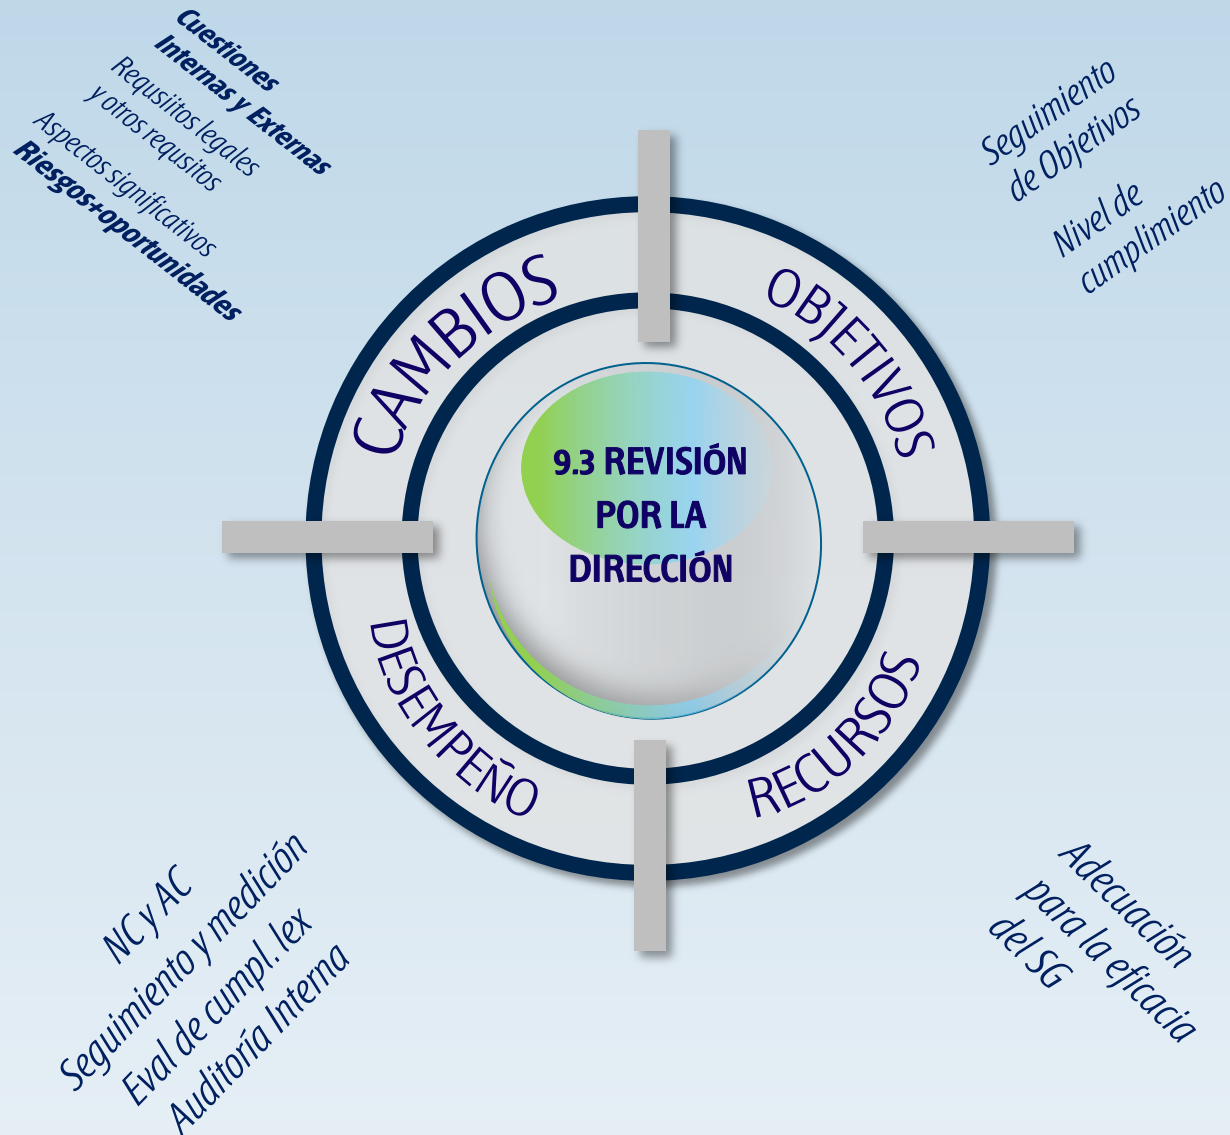 Cuestiones
Internas y Externas
Requsiitos legales
y otros requsitos
Aspectos significativos
Riesgos+oportunidades
Seguimiento
de Objetivos
Nivel de
cumplimiento
CAMBIOS
OBJETIVOS
9.3 REVISIÓN
POR LA
DIRECCIÓN
DESEMPEÑO
RECURSOS
NC y AC
Seguimiento y medición
Eval de cumpl. lex
Auditoría Interna
Adecuación
para la eficacia
del SG